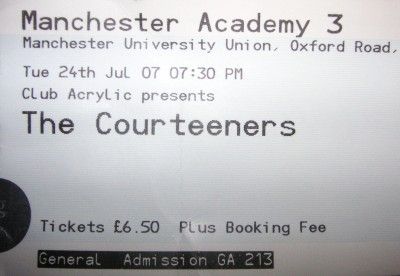 Manchester Academy 3
Manchester University Union, Oxford Road,
Tue 24th Jul 07 07:30 PM
Club Acrylic presents
The Courteeners
Tickets £6.50 Plus Booking Fee
General Admission GA 213